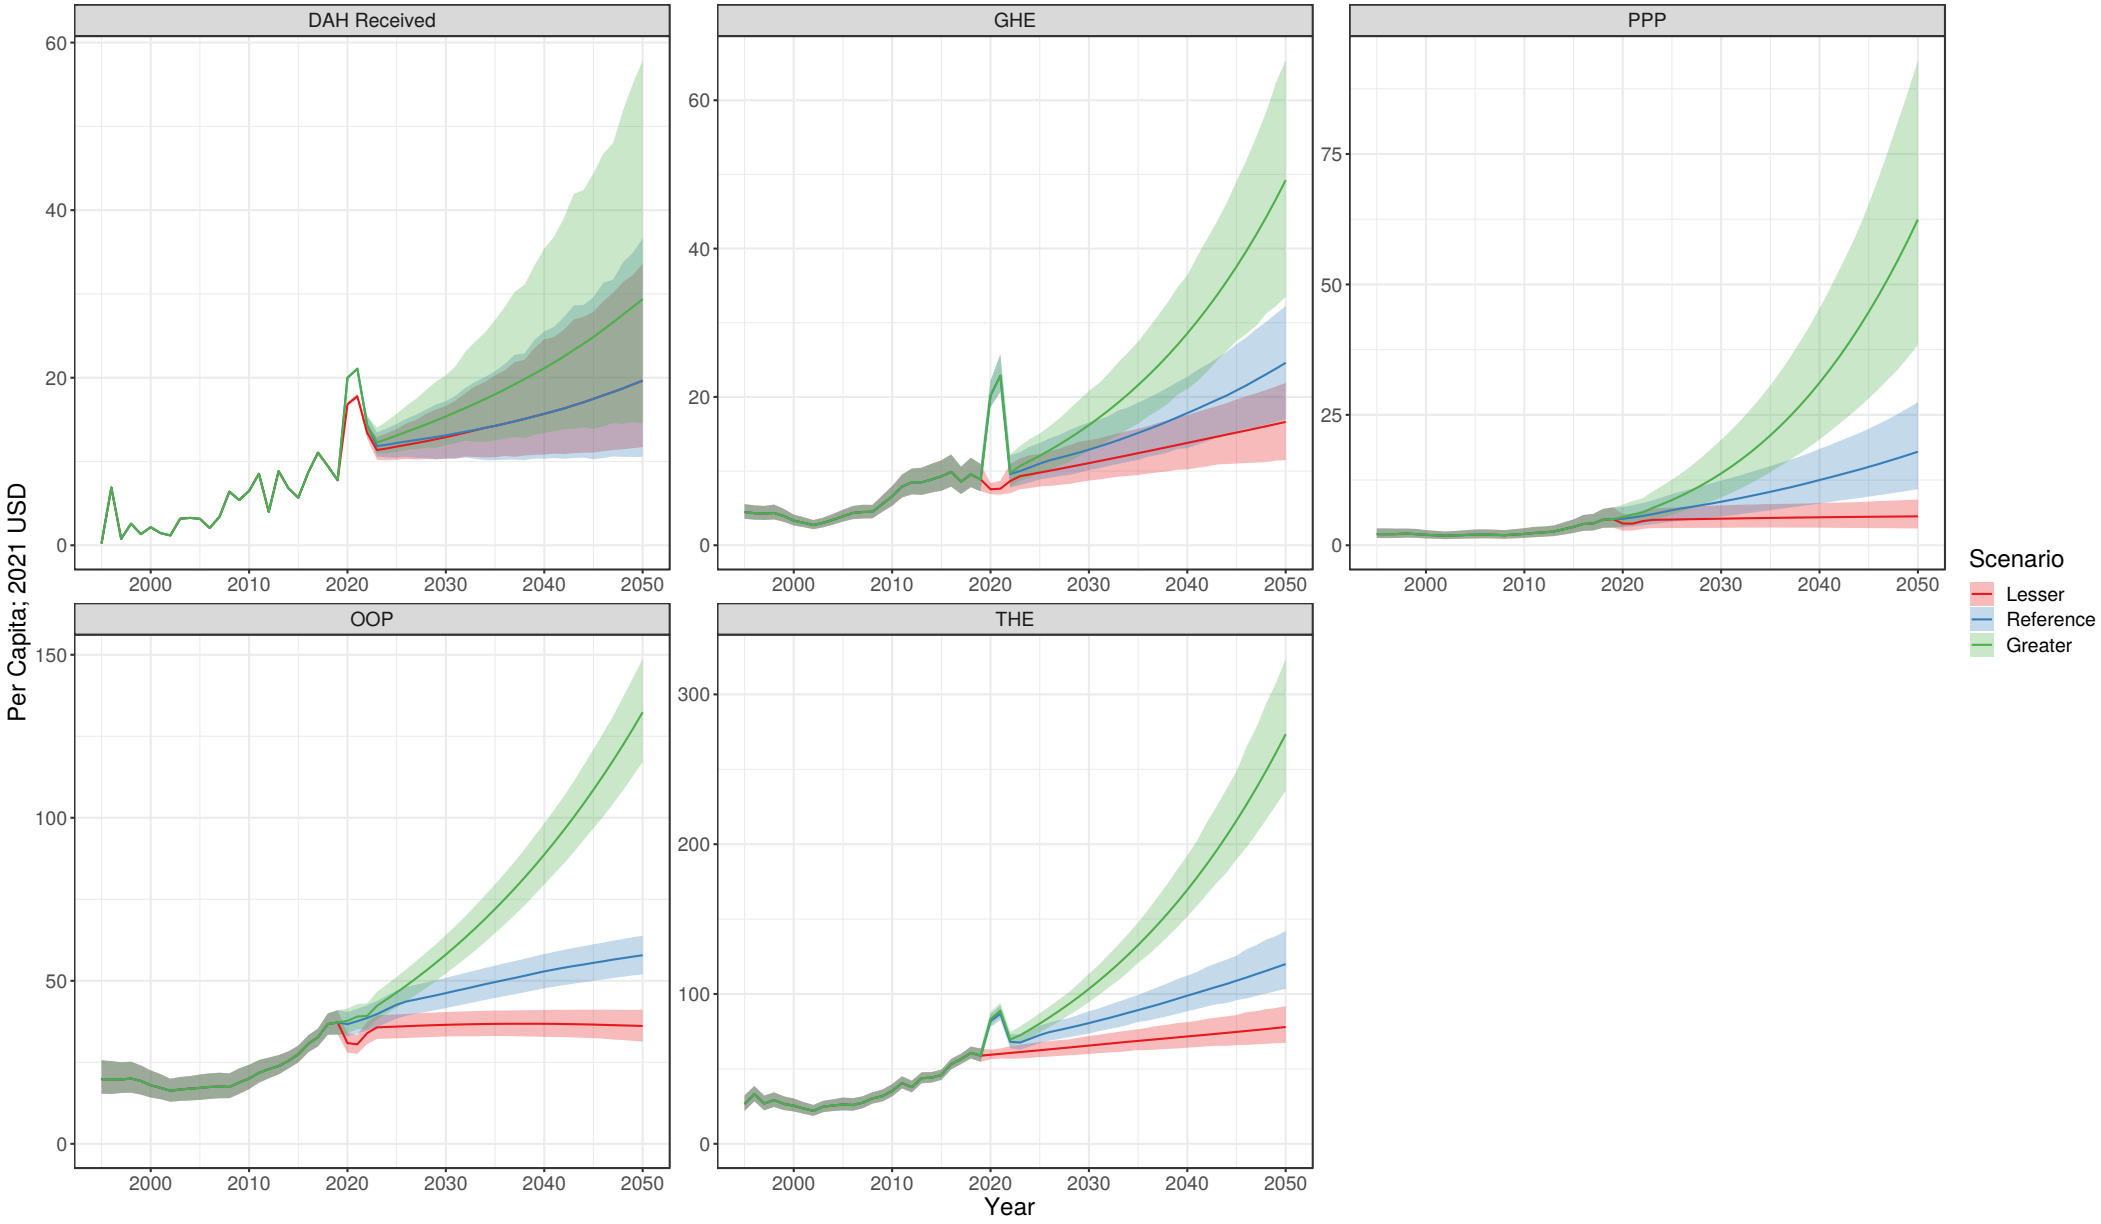 DAH Received
GHE
PPP
60
40
20
0
60
40
20
0
75
50
25
0
2000 2010 2020 2030 2040 2050
2000 2010 2020 2030 2040 2050
2000 2010 2020 2030 2040 2050
Per Capita; 2021 USD
OOP
THE
150
100
50
0
300
200
100
0
2000 2010 2020 2030 2040 2050
2000 2010 2020 2030 2040 2050
Year
Scenario
Lesser
Reference
Greater